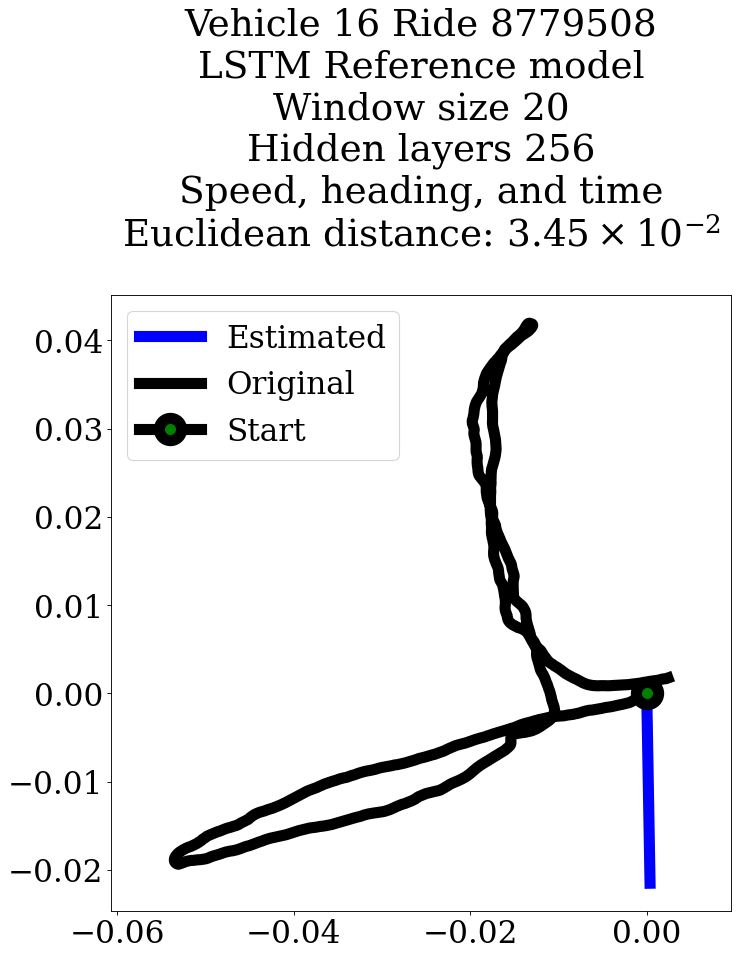 Vehicle 16 Ride 8779508
LSTM Reference model
Window size 20
Hidden layers 256
Speed, heading, and time
Euclidean distance: 3.45 × 10⁻²
Estimated
Original
Start
0.04
0.03
0.02
0.01
0.00
−0.01
−0.02
−0.06 −0.04 −0.02 0.00